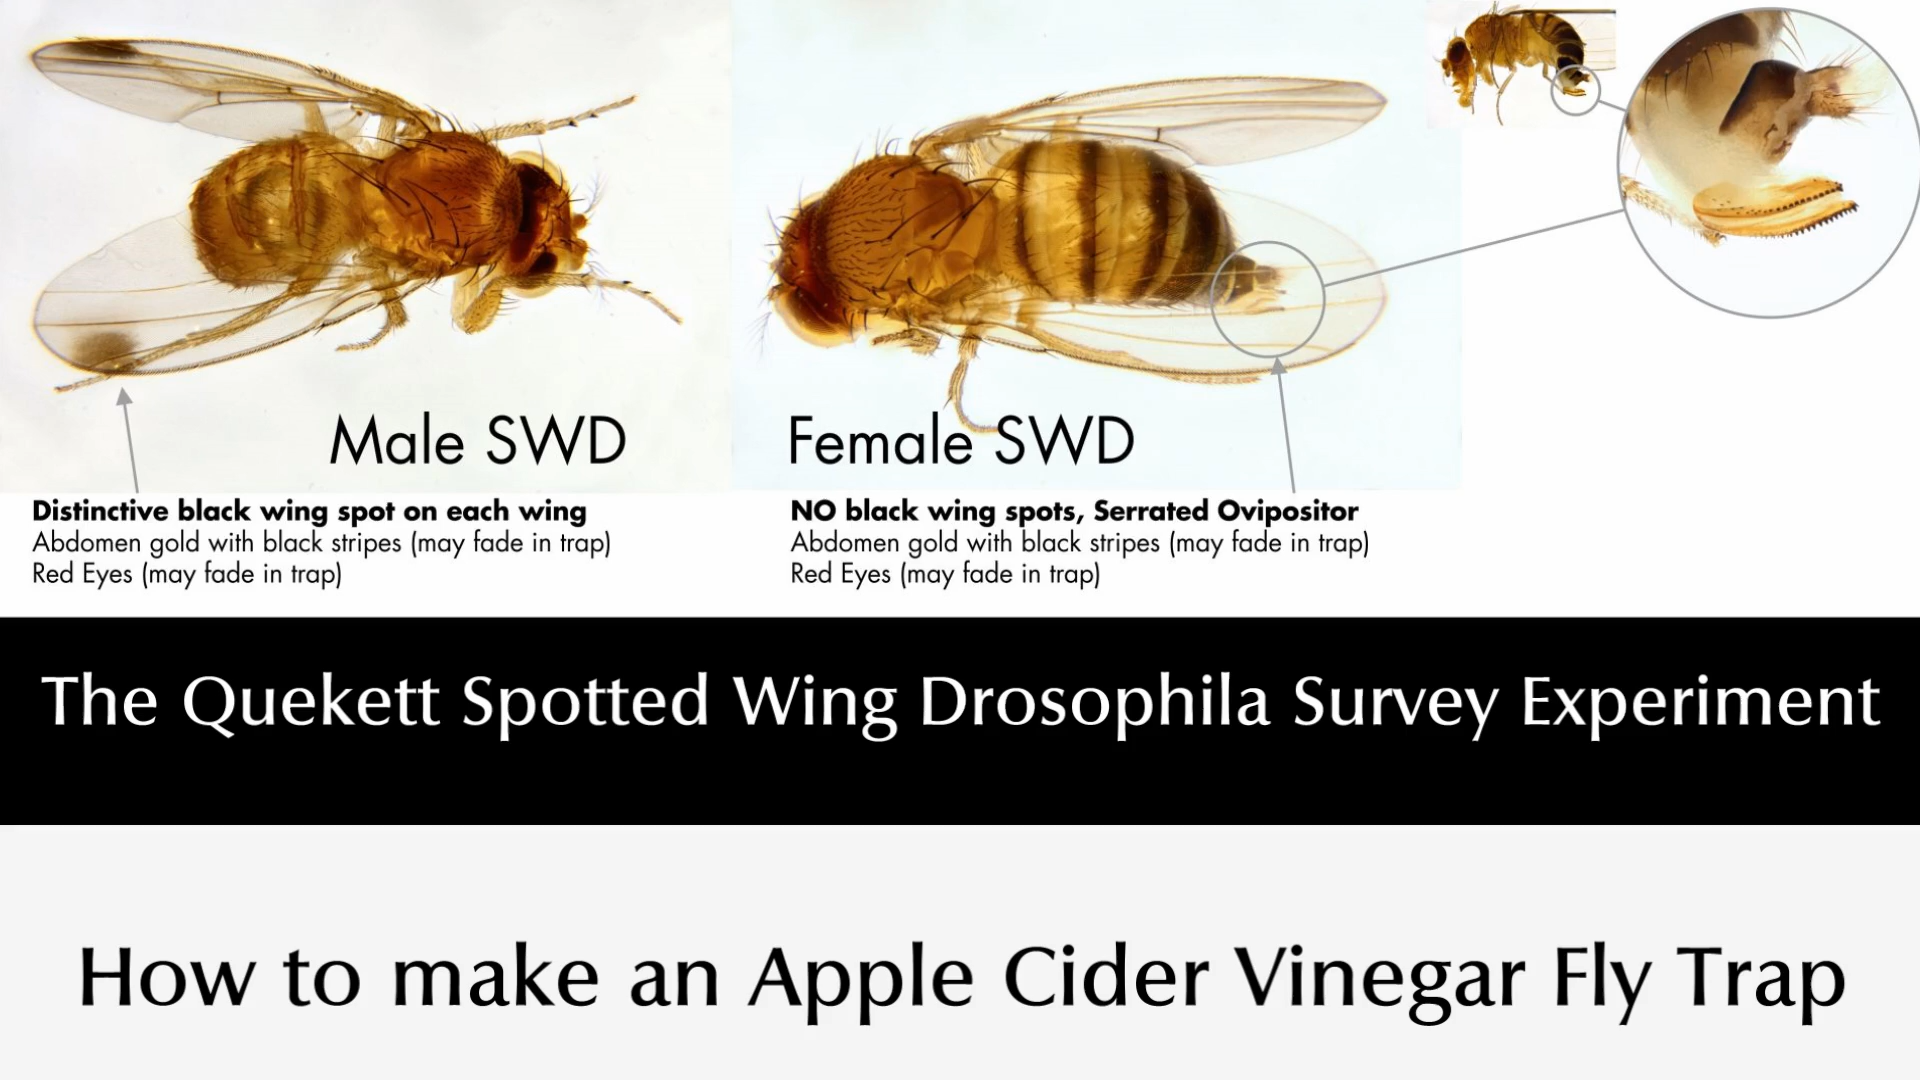 Male SWD
Distinctive black wing spot on each wing
Abdomen gold with black stripes (may fade in trap)
Red Eyes (may fade in trap)
Female SWD
NO black wing spots, Serrated Ovipositor
Abdomen gold with black stripes (may fade in trap)
Red Eyes (may fade in trap)
The Quekett Spotted Wing Drosophila Survey Experiment
How to make an Apple Cider Vinegar Fly Trap